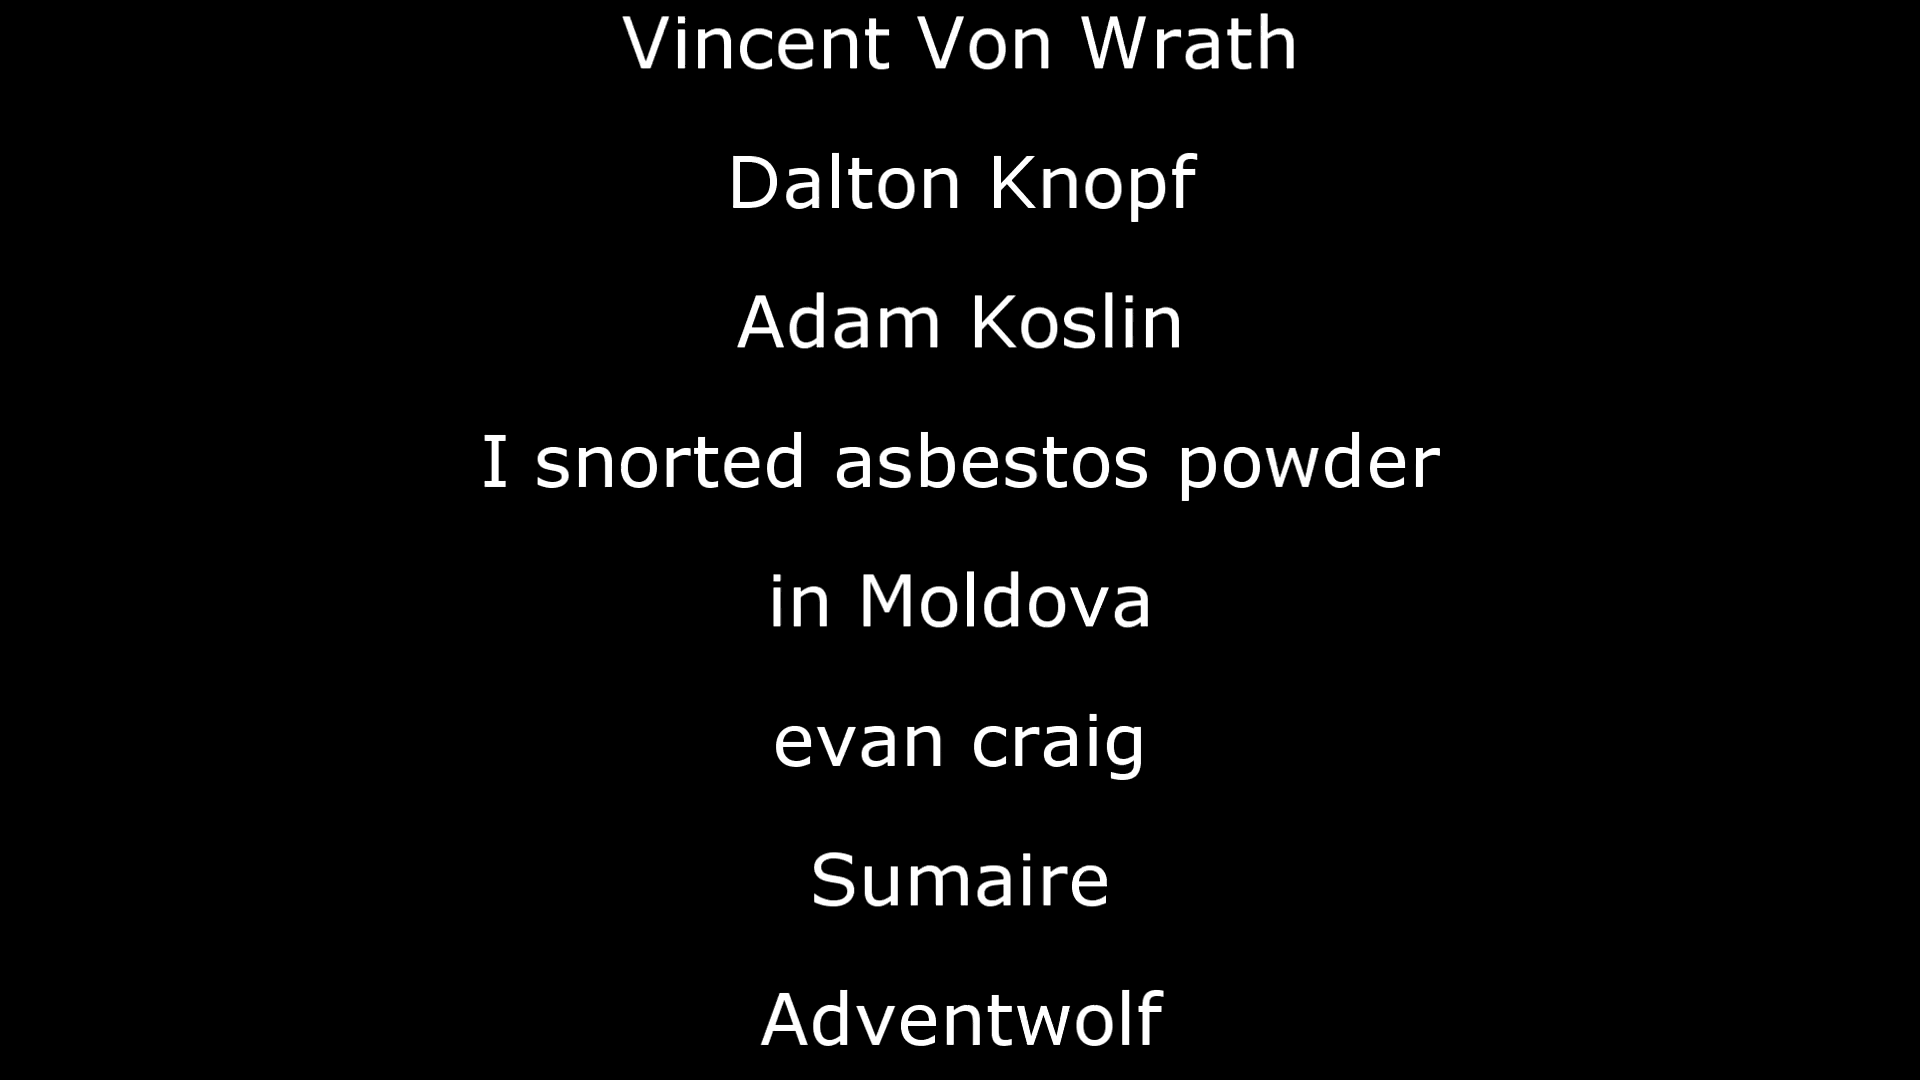 Vincent Von Wrath
Dalton Knopf
Adam Koslin
I snorted asbestos powder
in Moldova
evan craig
Sumaire
Adventwolf